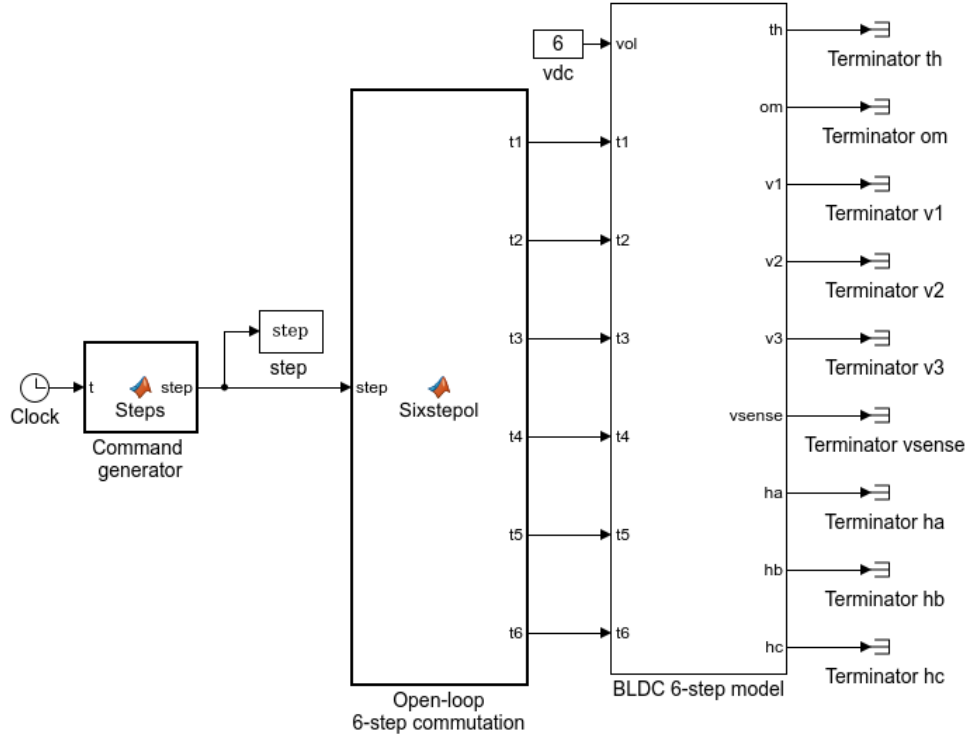 th
6
vol
Terminator th
vdc
om
Terminator om
t1
t1
v1
Terminator v1
t2
t2
v2
Terminator v2
step
t3
t3
v3
Terminator v3
step
t
step
step
Clock
Steps
Sixstepol
vsense
Command
generator
t4
t4
Terminator vsense
ha
Terminator ha
t5
t5
hb
Terminator hb
t6
t6
hc
Terminator hc
Open-loop
6-step commutation
BLDC 6-step model